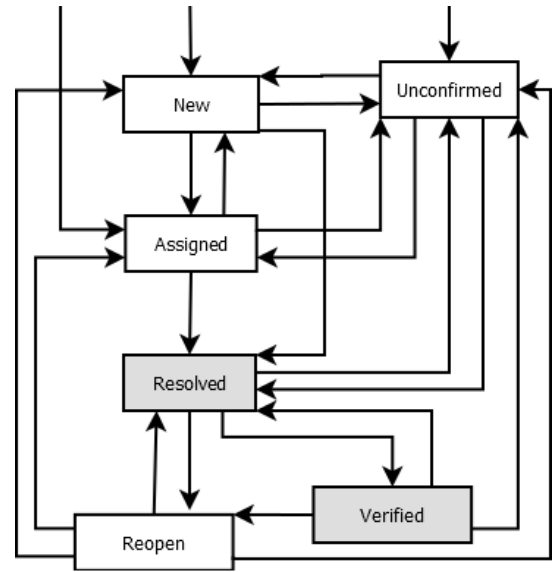 Unconfirmed
New
Assigned
Resolved
Verified
Reopen